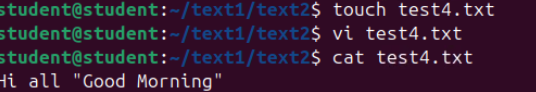 student@student:~/text1/text2$ touch test4.txt
student@student:~/text1/text2$ vi test4.txt
student@student:~/text1/text2$ cat test4.txt
Hi all "Good Morning"